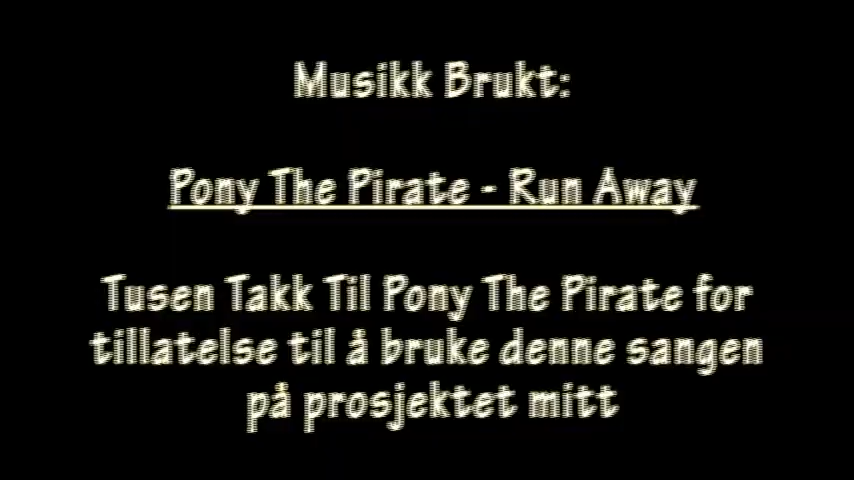 Musikk Brukt:
Pony The Pirate - Run Away
Tusen Takk Til Pony The Pirate for
tillatelse til å bruke denne sangen
på prosjektet mitt